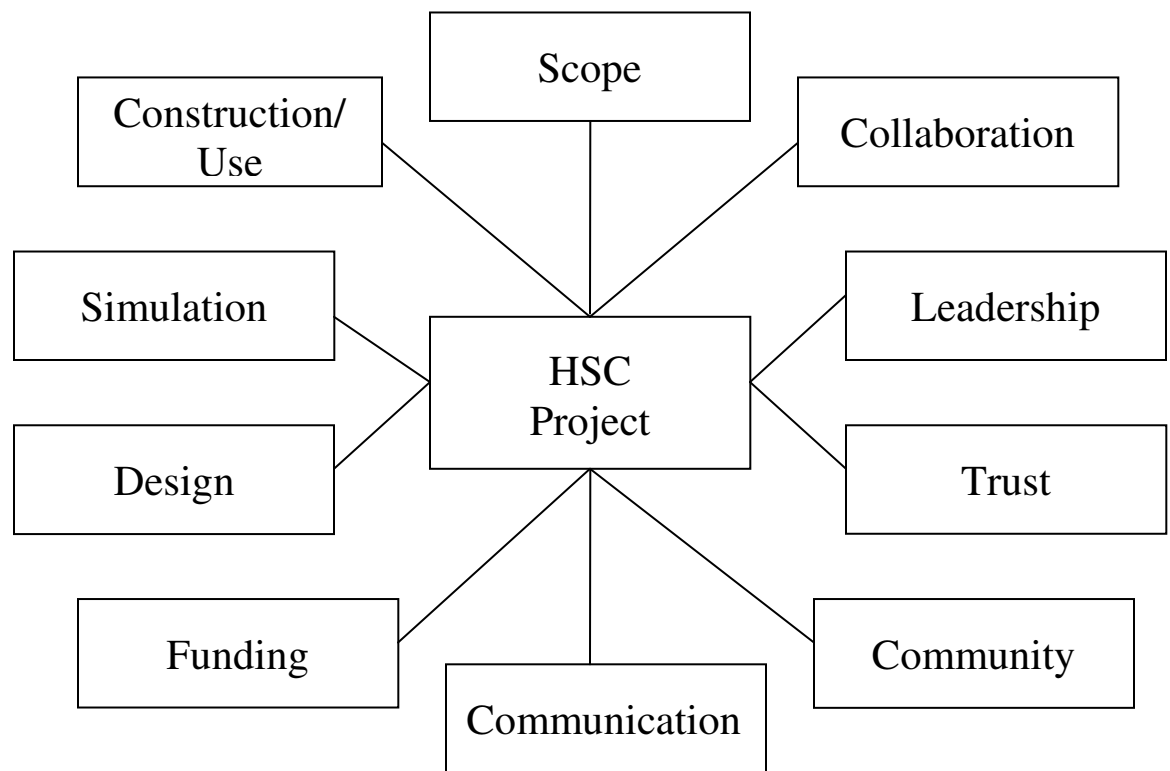 Scope
Construction/
Use
Collaboration
Simulation
Leadership
HSC
Project
Design
Trust
Funding
Community
Communication